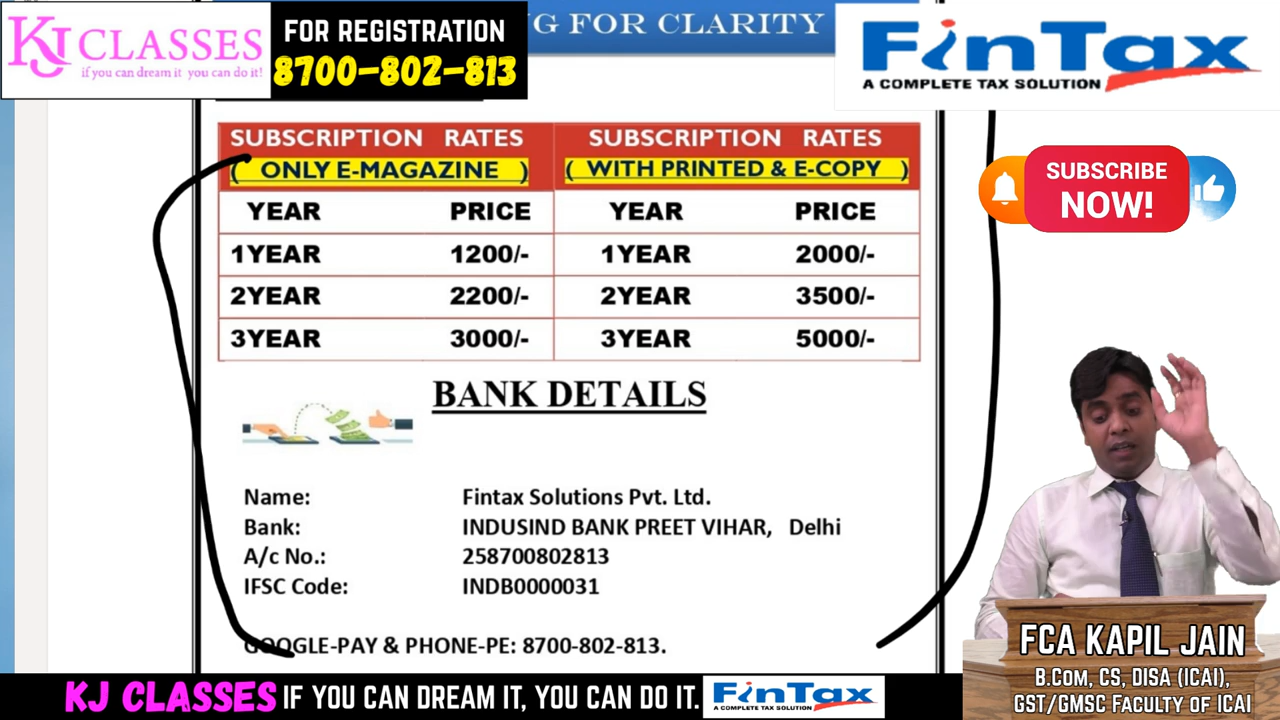 KJ CLASSES
if you can dream it you can do it!
FOR REGISTRATION
8700-802-813
FOR CLARITY
FinTax
A COMPLETE TAX SOLUTION
SUBSCRIPTION RATES
( ONLY E-MAGAZINE )
SUBSCRIPTION RATES
( WITH PRINTED & E-COPY )
YEAR PRICE YEAR PRICE
1YEAR 1200/- 1YEAR 2000/-
2YEAR 2200/- 2YEAR 3500/-
3YEAR 3000/- 3YEAR 5000/-
SUBSCRIBE
NOW!
BANK DETAILS
Name: Fintax Solutions Pvt. Ltd.
Bank: INDUSIND BANK PREET VIHAR, Delhi
A/c No.: 258700802813
IFSC Code: INDB0000031
GOOGLE-PAY & PHONE-PE: 8700-802-813.
FCA KAPIL JAIN
B.Com, CS, DISA (ICAI),
GST/GMSC Faculty of ICAI
KJ CLASSES IF YOU CAN DREAM IT, YOU CAN DO IT.
FinTax
A COMPLETE TAX SOLUTION